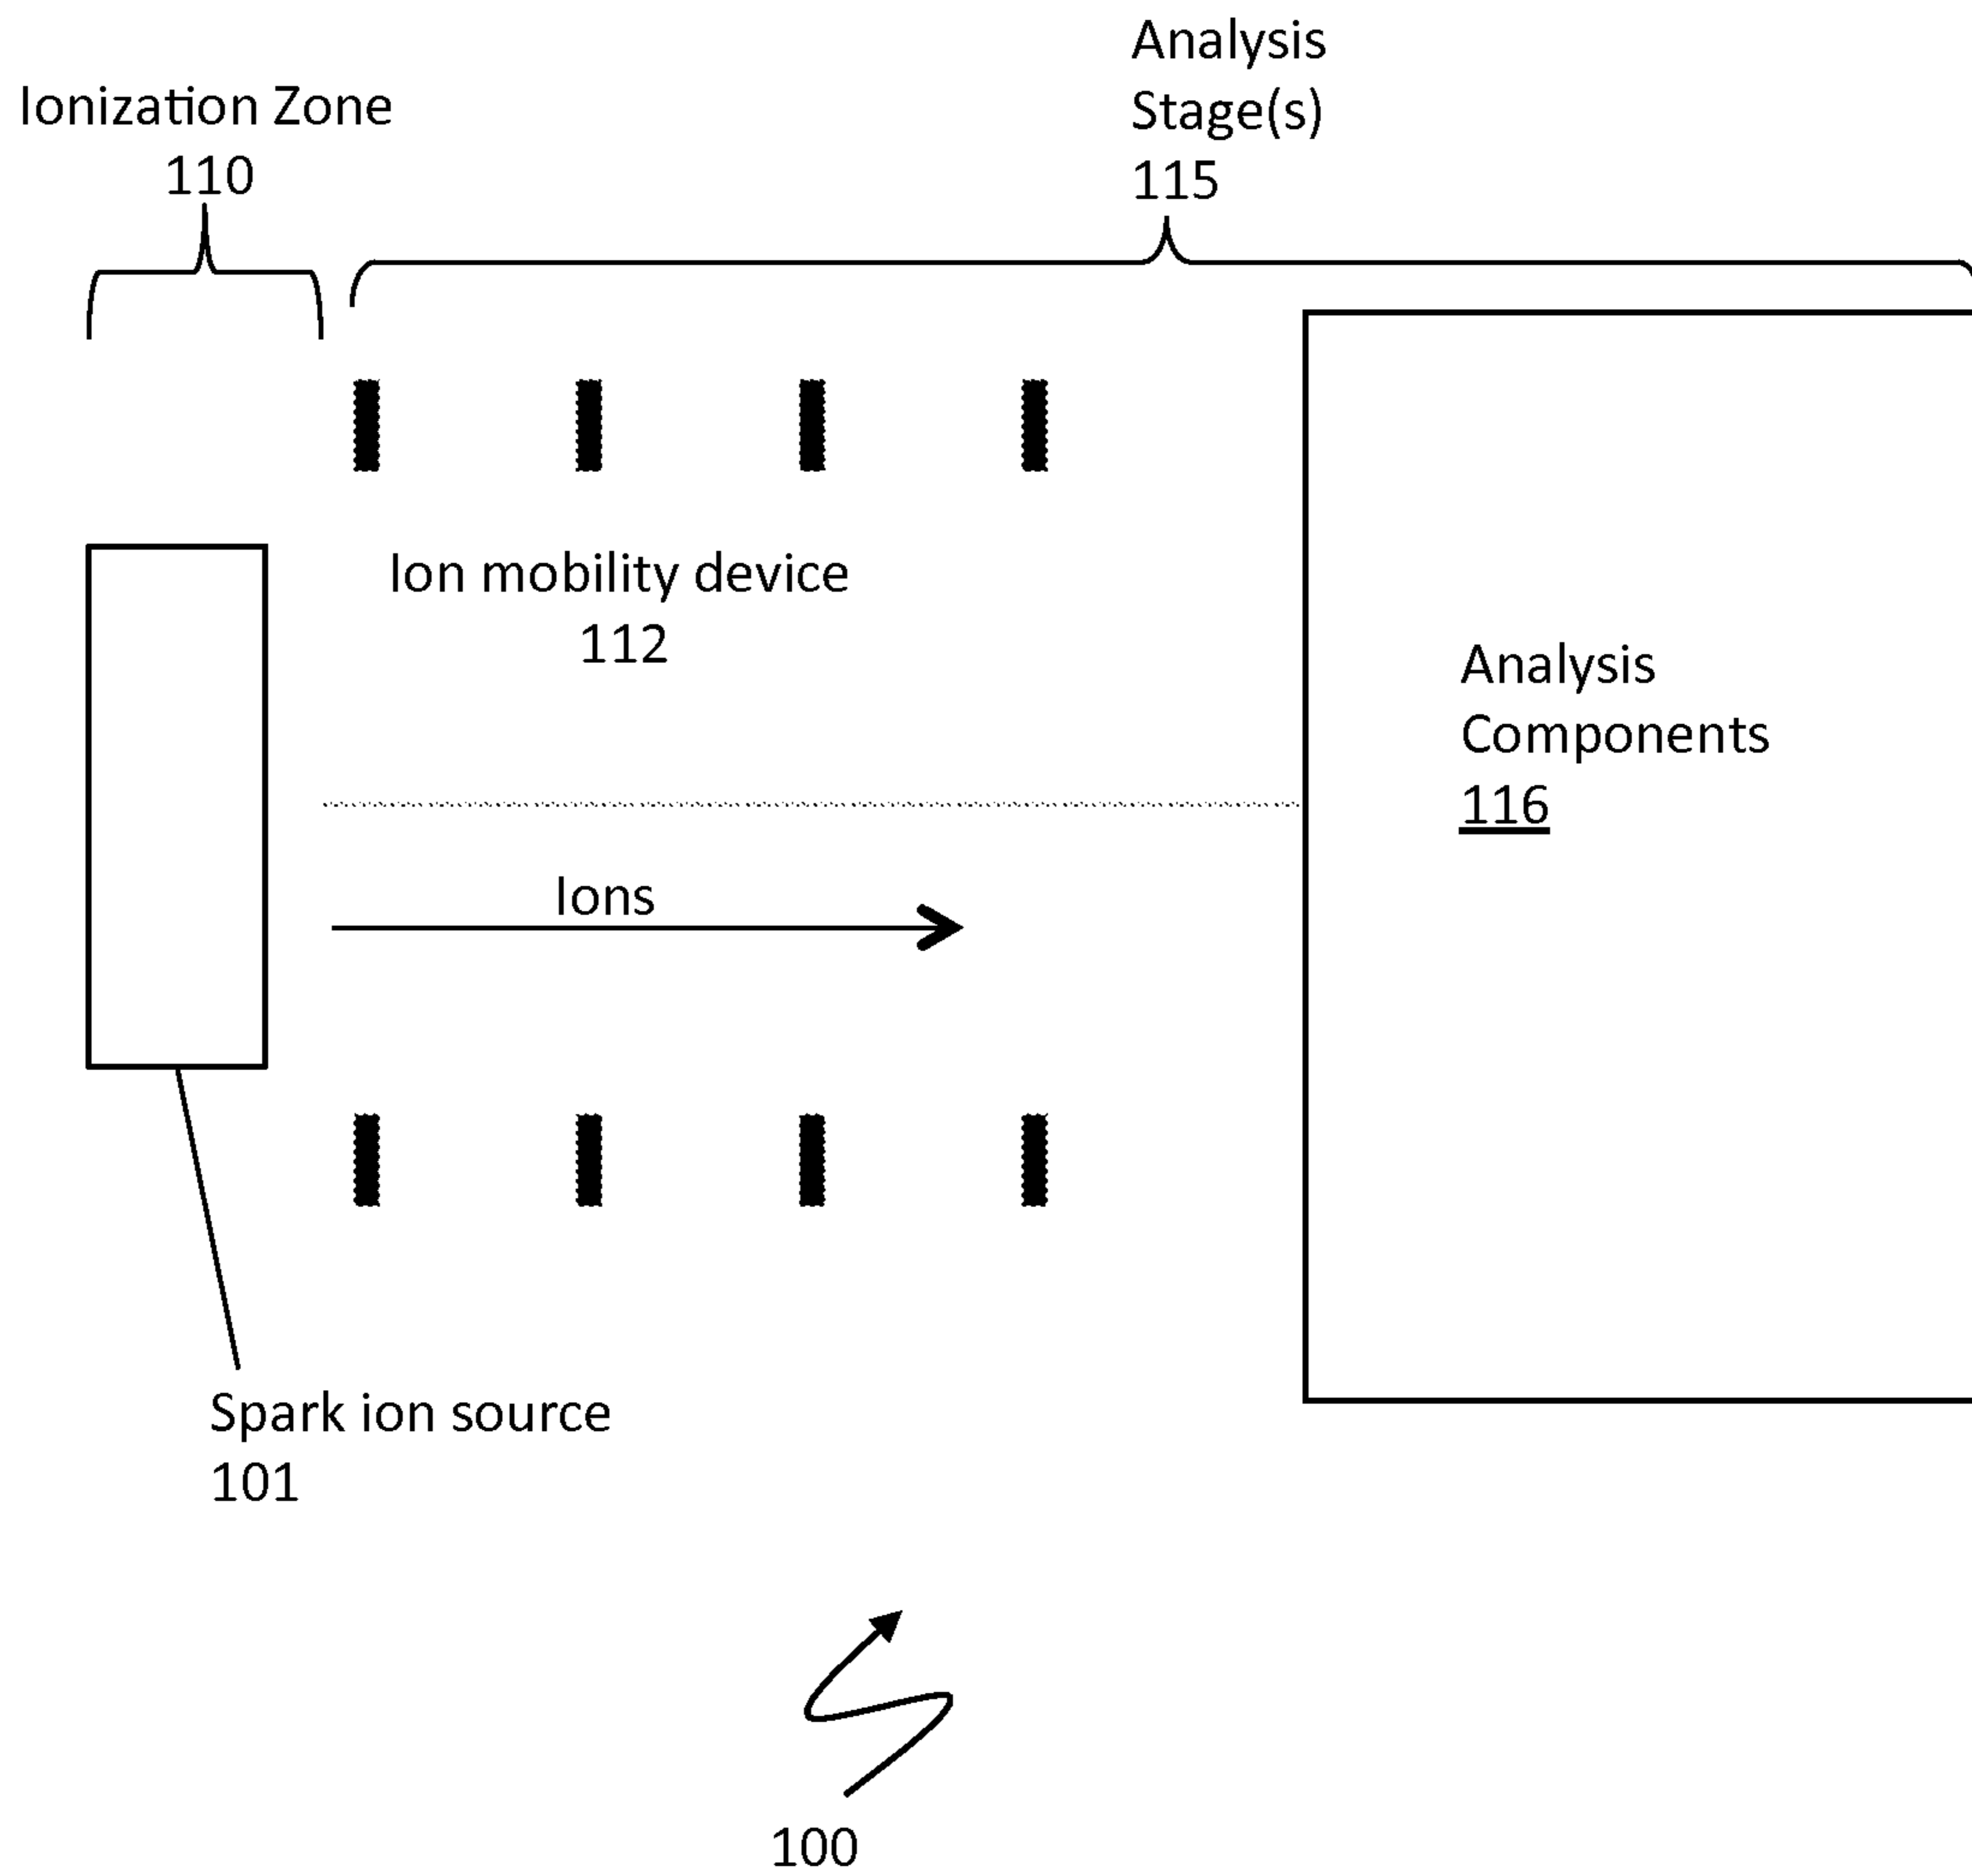 Analysis
Stage(s)
115
Ionization Zone
110
Ion mobility device
112
Analysis
Components
116
Ions
Spark ion source
101
100